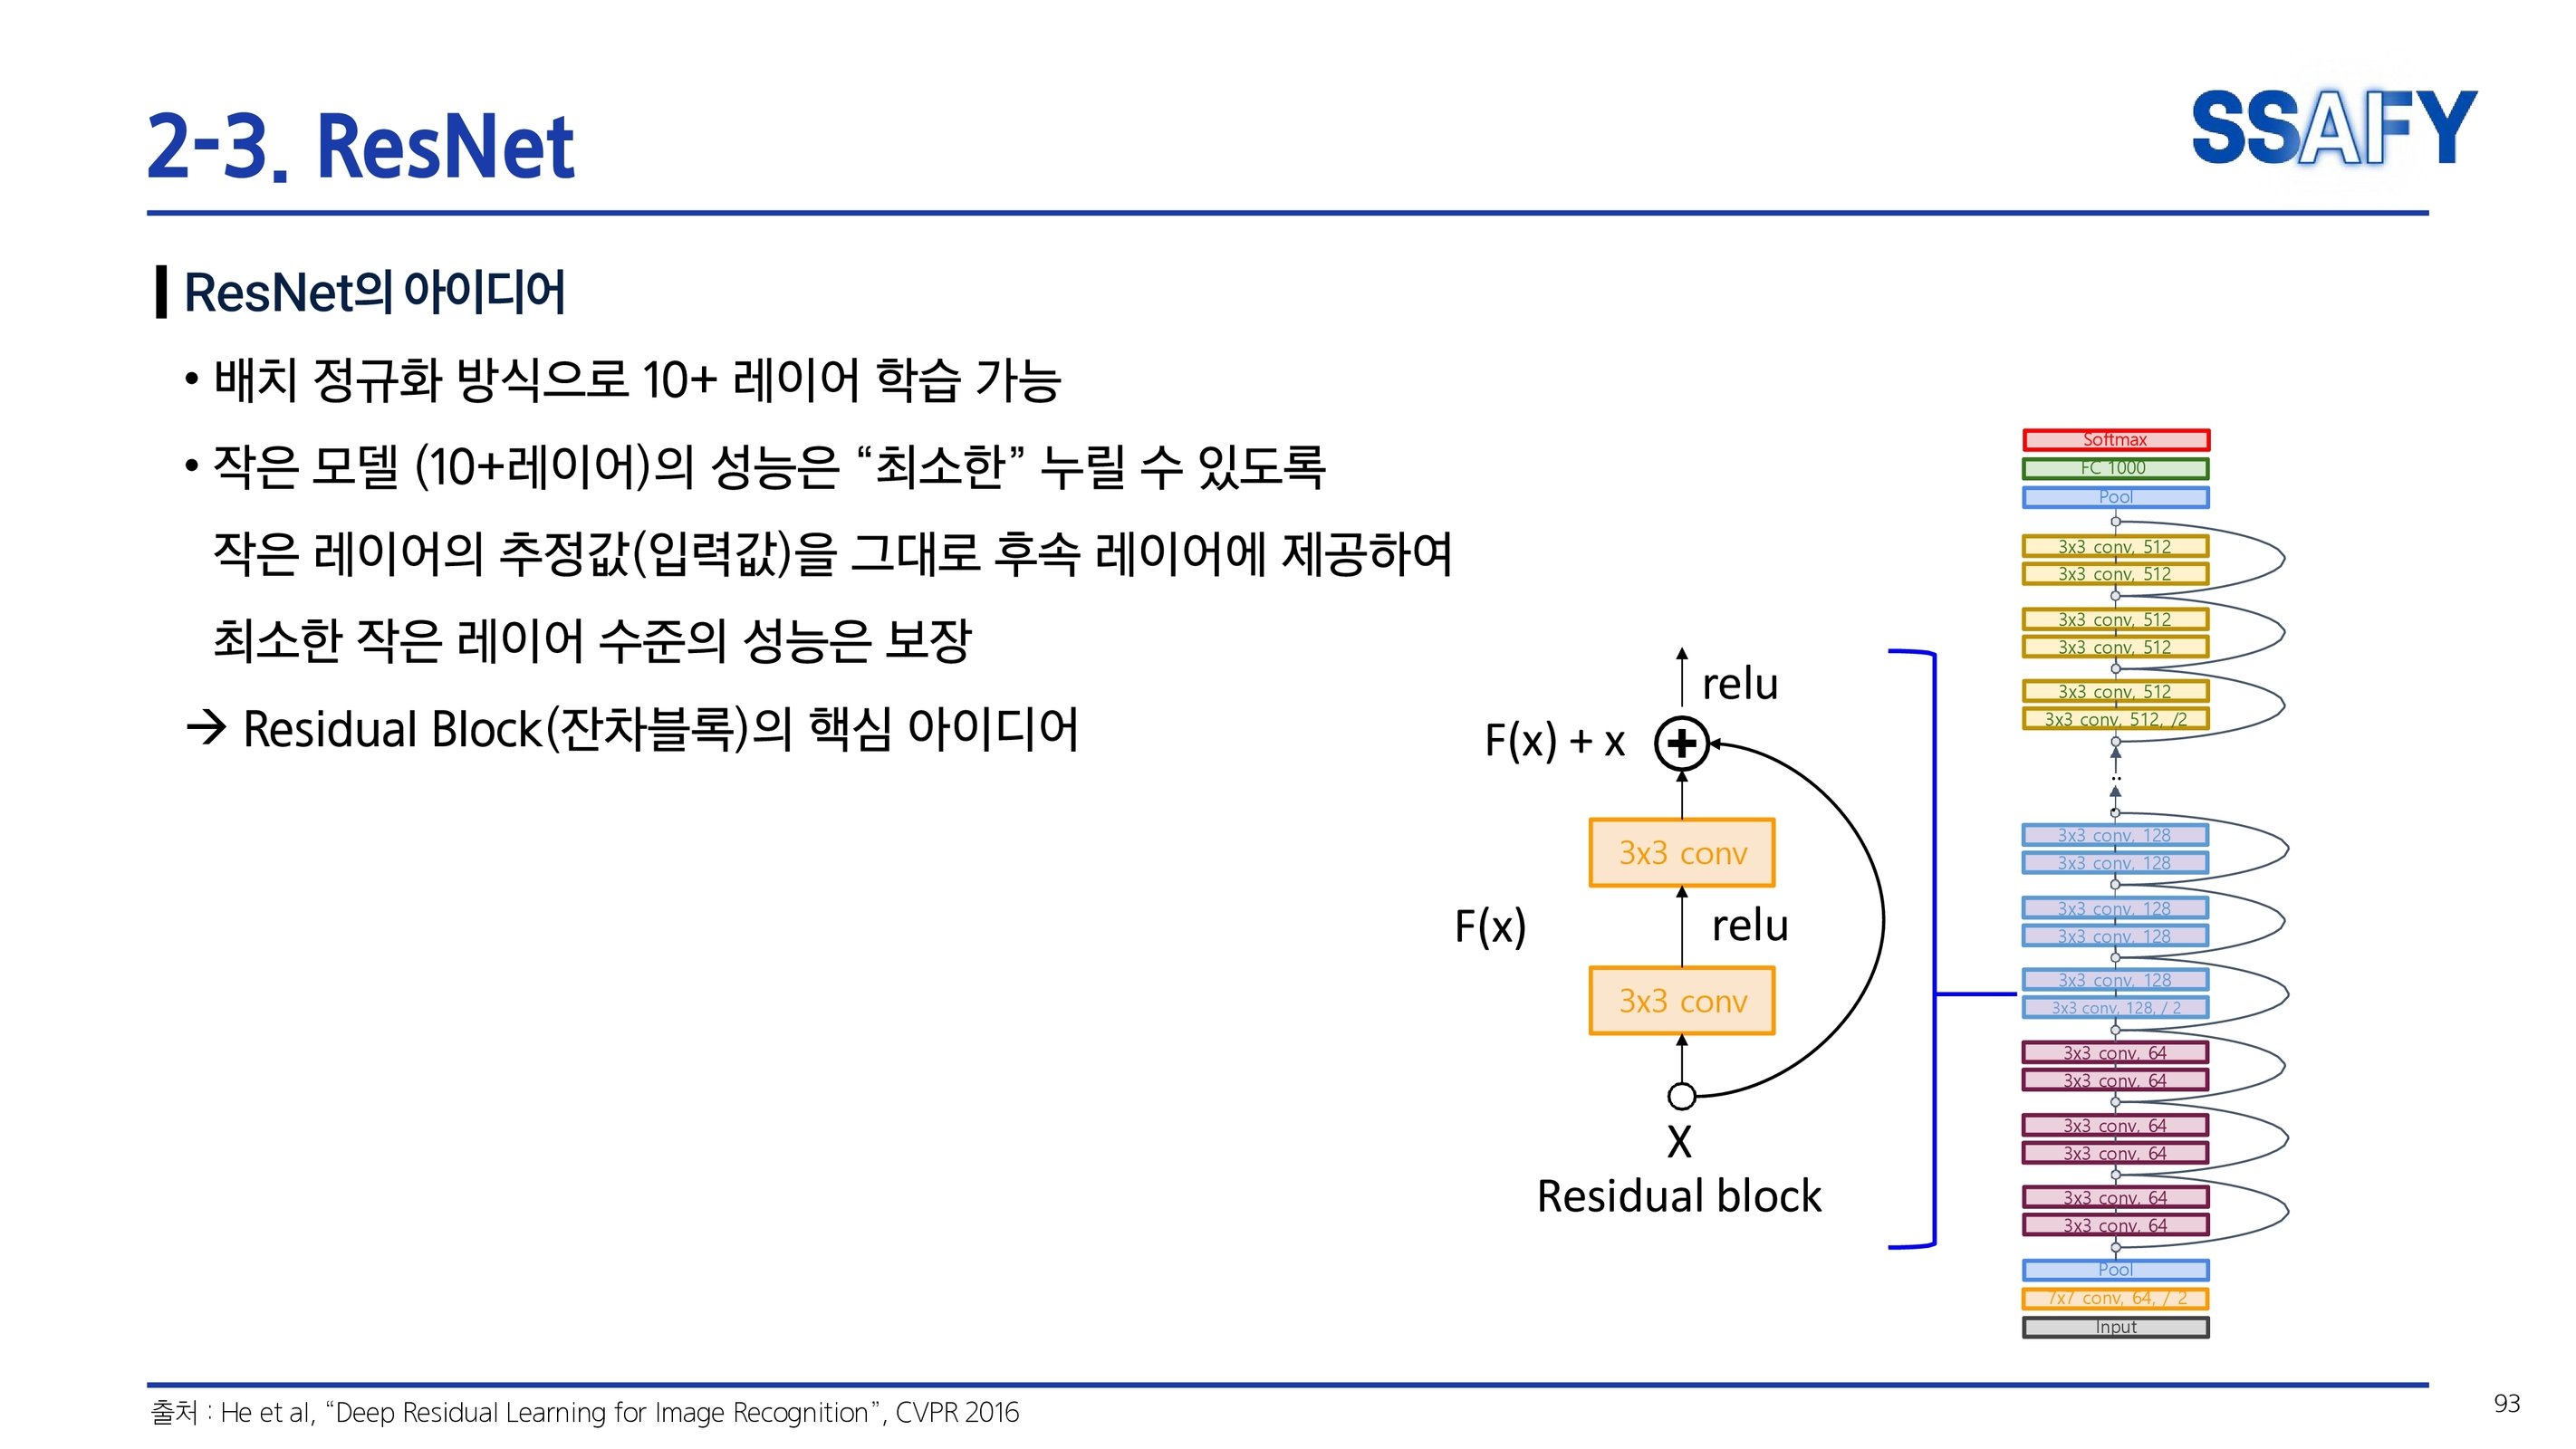 2-3. ResNet
SSAFY
ResNet의 아이디어
• 배치 정규화 방식으로 10+ 레이어 학습 가능
• 작은 모델 (10+레이어)의 성능은 “최소한” 누릴 수 있도록
작은 레이어의 추정값(입력값)을 그대로 후속 레이어에 제공하여
최소한 작은 레이어 수준의 성능은 보장
→ Residual Block(잔차블록)의 핵심 아이디어
relu
F(x) + x
3x3 conv
F(x)
relu
3x3 conv
X
Residual block
Softmax
FC 1000
Pool
3x3 conv, 512
3x3 conv, 512
3x3 conv, 512
3x3 conv, 512
3x3 conv, 512
3x3 conv, 512, /2
..
3x3 conv, 128
3x3 conv, 128
3x3 conv, 128
3x3 conv, 128
3x3 conv, 128
3x3 conv, 128, / 2
3x3 conv, 64
3x3 conv, 64
3x3 conv, 64
3x3 conv, 64
3x3 conv, 64
3x3 conv, 64
Pool
7x7 conv, 64, / 2
Input
출처 : He et al, “Deep Residual Learning for Image Recognition”, CVPR 2016
93